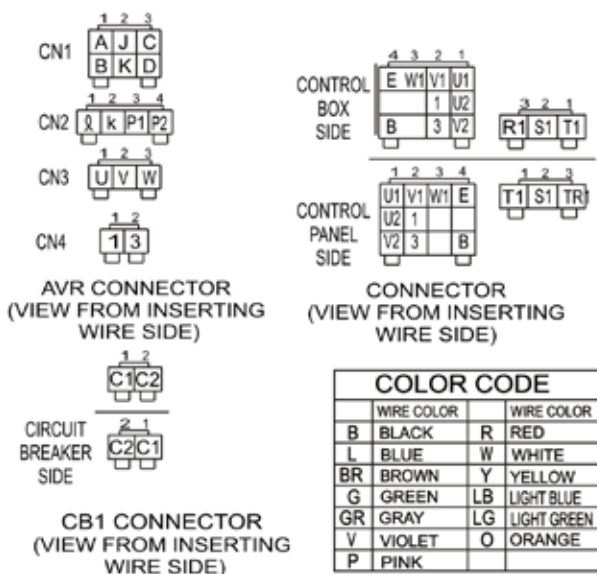 1 2 3
CN1
A J C
B K D
1 2 3 4
CN2
ℓ k P1 P2
1 2 3
CN3
U V W
1 2
CN4
1 3
AVR CONNECTOR
(VIEW FROM INSERTING
WIRE SIDE)
1 2
C1 C2
2 1
CIRCUIT
BREAKER
SIDE
C2 C1
CB1 CONNECTOR
(VIEW FROM INSERTING
WIRE SIDE)
4 3 2 1
CONTROL
BOX
SIDE
E W1 V1 U1
1 U2
B 3 V2
3 2 1
R1 S1 T1
1 2 3 4
CONTROL
PANEL
SIDE
U1 V1 W1 E
U2 1
V2 3 B
1 2 3
T1 S1 TR1
CONNECTOR
(VIEW FROM INSERTING
WIRE SIDE)
COLOR CODE
WIRE COLOR WIRE COLOR
B BLACK R RED
L BLUE W WHITE
BR BROWN Y YELLOW
G GREEN LB LIGHT BLUE
GR GRAY LG LIGHT GREEN
V VIOLET O ORANGE
P PINK